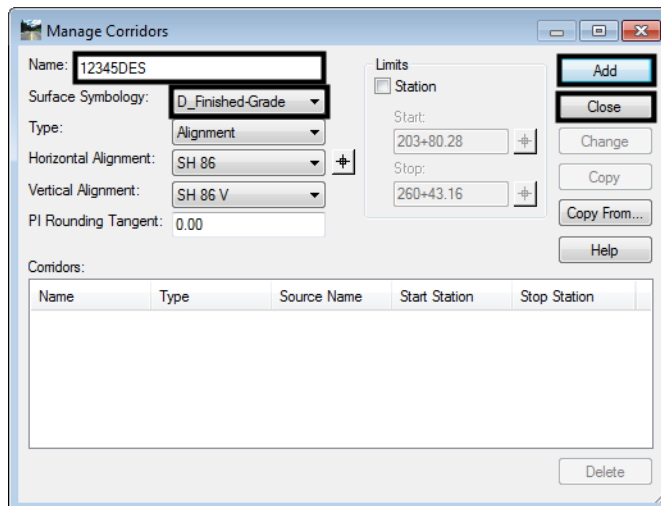 Manage Corridors
Name: 12345DES
Surface Symbology: D_Finished-Grade
Type: Alignment
Horizontal Alignment: SH 86
Vertical Alignment: SH 86 V
PI Rounding Tangent: 0.00
Limits
Station
Start:
203+80.28
Stop:
260+43.16
Add
Close
Change
Copy
Copy From...
Help
Corridors:
Name Type Source Name Start Station Stop Station
Delete